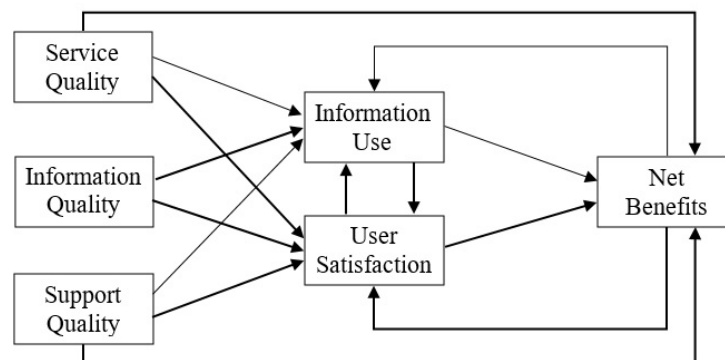 Service
Quality
Information
Use
Information
Quality
Net
Benefits
User
Satisfaction
Support
Quality